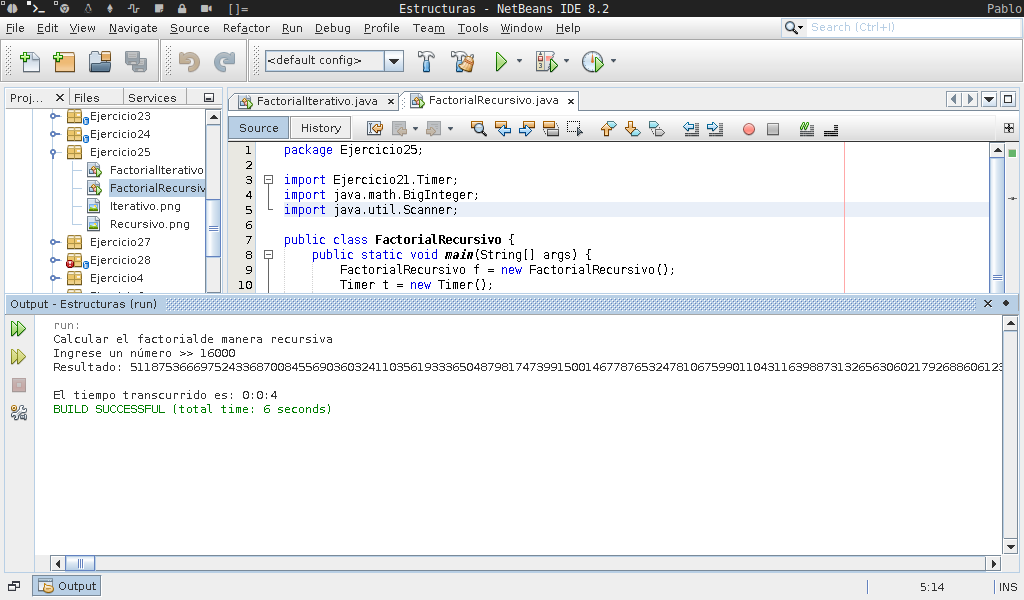 []=
Estructuras - NetBeans IDE 8.2
Pablo
File Edit View Navigate Source Refactor Run Debug Profile Team Tools Window Help
Search (Ctrl+I)
<default config>
Proj... Files Services
FactorialIterativo.java
FactorialRecursivo.java
Source History
Ejercicio23
Ejercicio24
Ejercicio25
FactorialIterativo
FactorialRecursiv
Iterativo.png
Recursivo.png
Ejercicio27
Ejercicio28
Ejercicio4
1 package Ejercicio25;
2
3 import Ejercicio21.Timer;
4 import java.math.BigInteger;
5 import java.util.Scanner;
6
7 public class FactorialRecursivo {
8 public static void main(String[] args) {
9 FactorialRecursivo f = new FactorialRecursivo();
10 Timer t = new Timer();
Output - Estructuras (run)
run:
Calcular el factorialde manera recursiva
Ingrese un número >> 16000
Resultado:
El tiempo transcurrido es: 0:0:4
BUILD SUCCESSFUL (total time: 6 seconds)
Output
5:14
INS